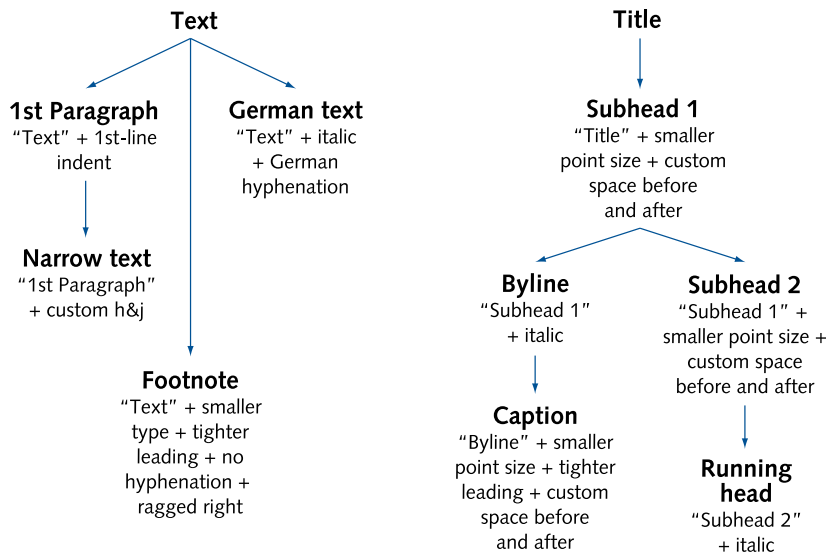 Text
1st Paragraph
“Text” + 1st-line
indent
German text
“Text” + italic
+ German
hyphenation
Narrow text
“1st Paragraph”
+ custom h&j
Footnote
“Text” + smaller
type + tighter
leading + no
hyphenation +
ragged right
Title
Subhead 1
“Title” + smaller
point size + custom
space before
and after
Byline
“Subhead 1”
+ italic
Subhead 2
“Subhead 1” +
smaller point size +
custom space
before and after
Caption
“Byline” + smaller
point size + tighter
leading + custom
space before
and after
Running
head
“Subhead 2”
+ italic